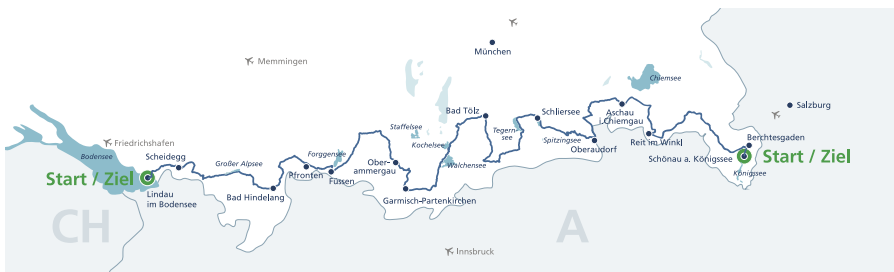 München
Memmingen
Chiemsee
Salzburg
Bad Tölz
Schliersee
Aschau
i.Chiemgau
Staffelsee
Tegern-
see
Friedrichshafen
Kochelsee
Spitzingsee
Reit im Winkl
Berchtesgaden
Bodensee
Scheidegg
Forggensee
Ober-
ammergau
Walchensee
Oberaudorf
Schönau a. Königssee
Start / Ziel
Großer Alpsee
Pfronten
Füssen
Königsee
Start / Ziel
Lindau
im Bodensee
Bad Hindelang
Garmisch-Partenkirchen
CH
A
Innsbruck